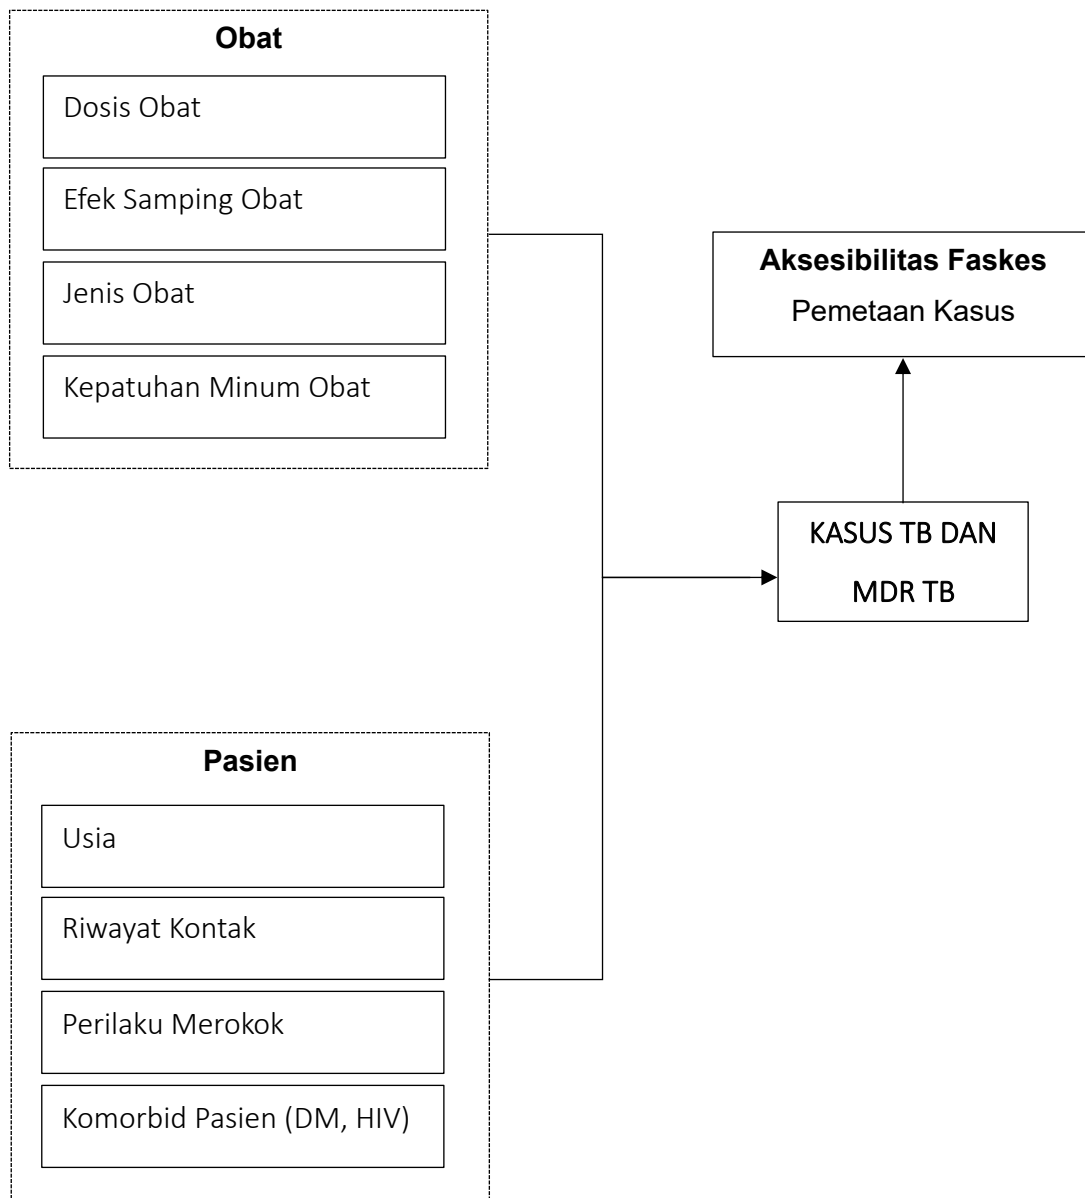 Obat
Dosis Obat
Efek Samping Obat
Jenis Obat
Kepatuhan Minum Obat
Aksesibilitas Faskes
Pemetaan Kasus
KASUS TB DAN
MDR TB
Pasien
Usia
Riwayat Kontak
Perilaku Merokok
Komorbid Pasien (DM, HIV)